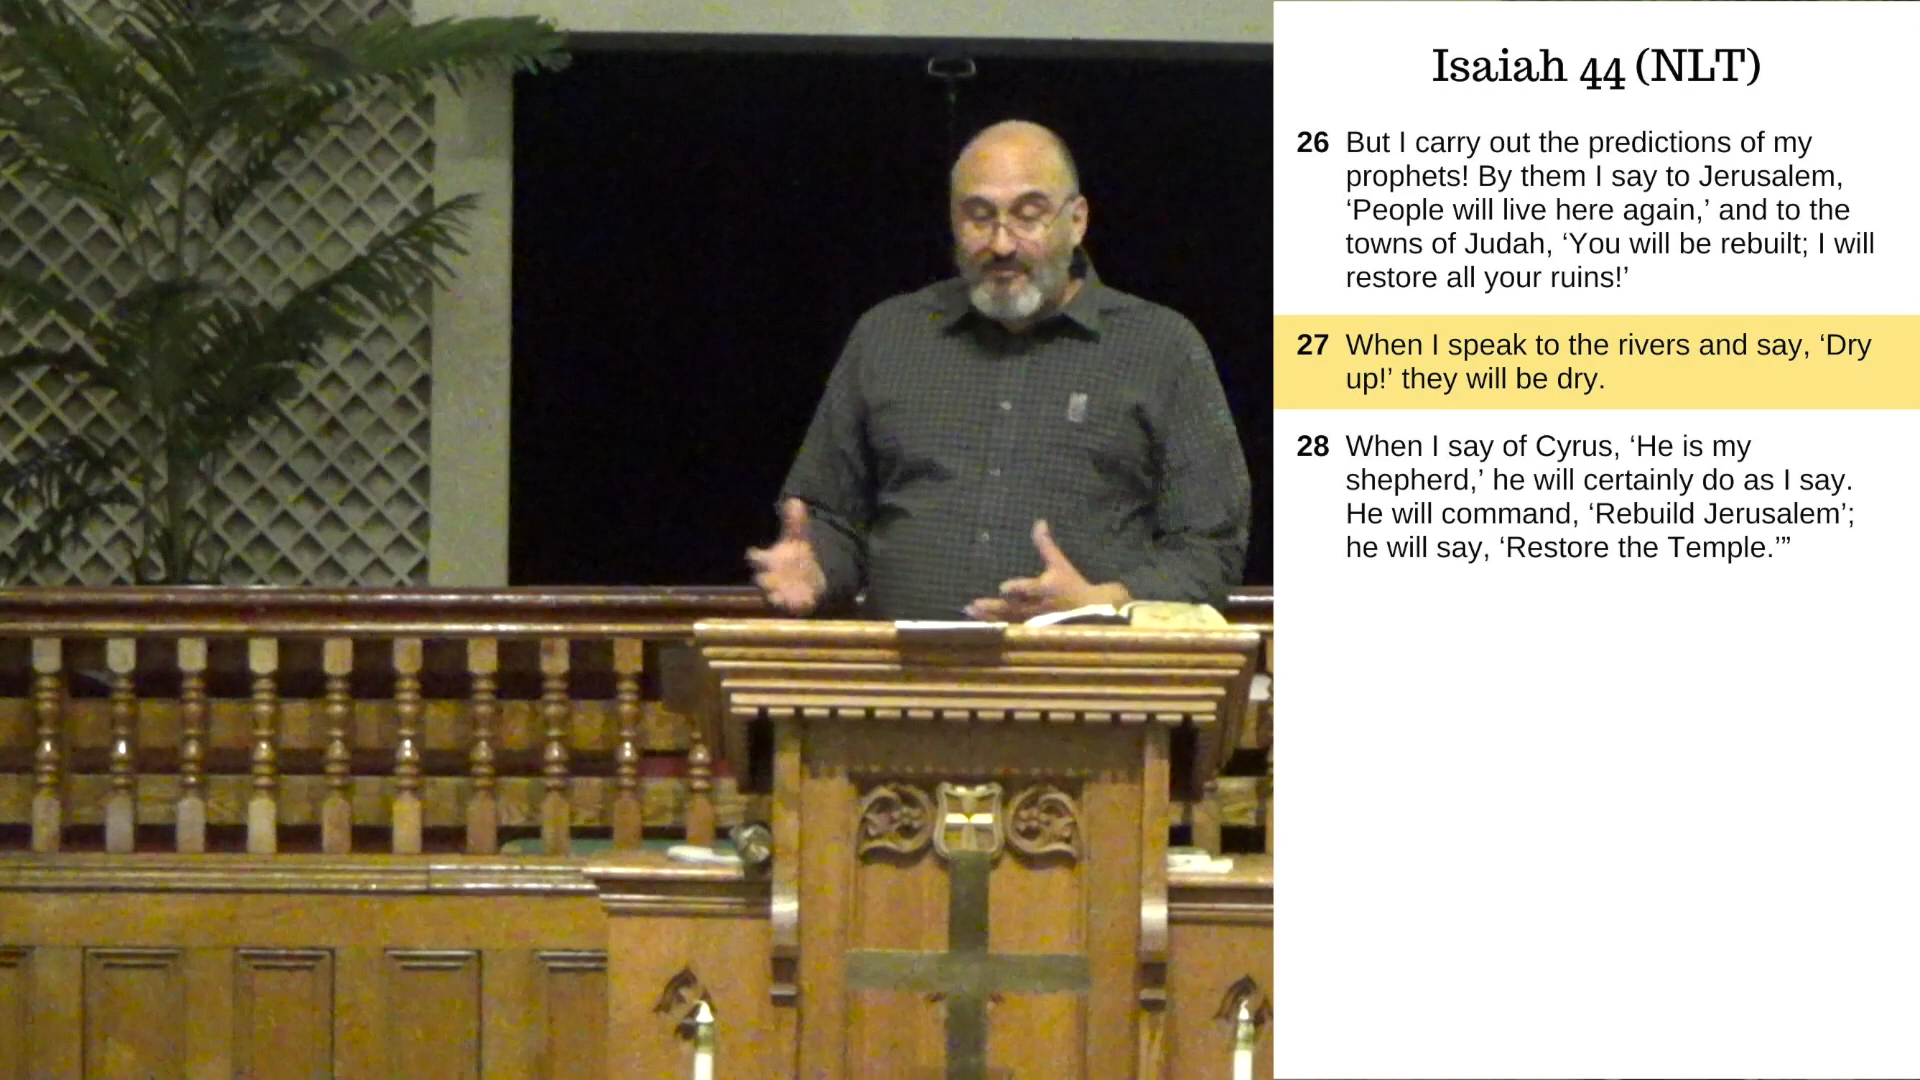 Isaiah 44 (NLT)
26 But I carry out the predictions of my
prophets! By them I say to Jerusalem,
‘People will live here again,’ and to the
towns of Judah, ‘You will be rebuilt; I will
restore all your ruins!’
27 When I speak to the rivers and say, ‘Dry
up!’ they will be dry.
28 When I say of Cyrus, ‘He is my
shepherd,’ he will certainly do as I say.
He will command, ‘Rebuild Jerusalem’;
he will say, ‘Restore the Temple.’”